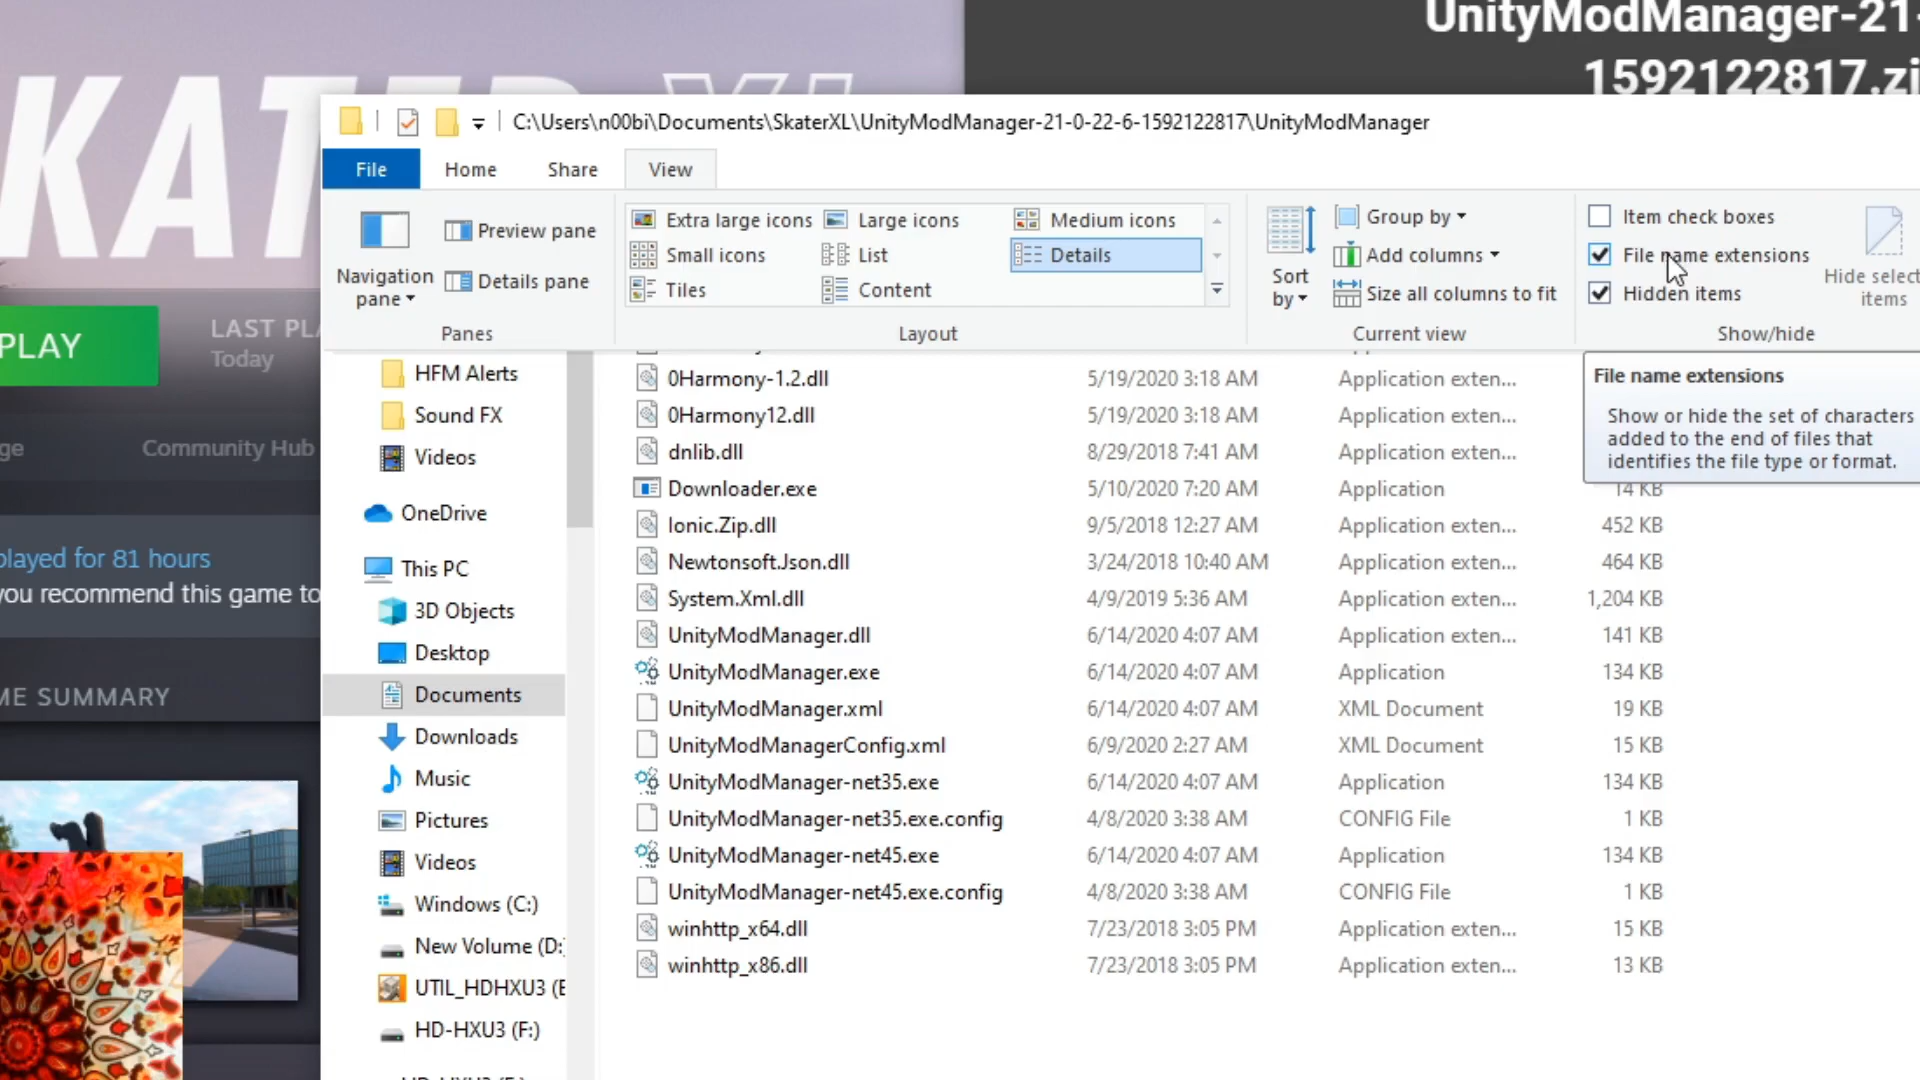 UnityModManager-21-
1592122817.zi
C:\Users\n00bi\Documents\SkaterXL\UnityModManager-21-0-22-6-1592122817\UnityModManager
File Home Share View
Navigation pane
Preview pane
Details pane
Panes
Extra large icons Large icons Medium icons
Small icons List Details
Tiles Content
Layout
Sort by
Group by
Add columns
Size all columns to fit
Current view
Item check boxes
File name extensions
Hidden items
Hide select
items
Show/hide
File name extensions
Show or hide the set of characters
added to the end of files that
identifies the file type or format.
KATER XL
PLAY
LAST PLA
Today
ge
Community Hub
played for 81 hours
you recommend this game to
ME SUMMARY
HFM Alerts
Sound FX
Videos
OneDrive
This PC
3D Objects
Desktop
Documents
Downloads
Music
Pictures
Videos
Windows (C:)
New Volume (D:
UTIL_HDHXU3 (E
HD-HXU3 (F:)
0Harmony-1.2.dll 5/19/2020 3:18 AM Application exten...
0Harmony12.dll 5/19/2020 3:18 AM Application exten...
dnlib.dll 8/29/2018 7:41 AM Application exten...
Downloader.exe 5/10/2020 7:20 AM Application 14 KB
Ionic.Zip.dll 9/5/2018 12:27 AM Application exten... 452 KB
Newtonsoft.Json.dll 3/24/2018 10:40 AM Application exten... 464 KB
System.Xml.dll 4/9/2019 5:36 AM Application exten... 1,204 KB
UnityModManager.dll 6/14/2020 4:07 AM Application exten... 141 KB
UnityModManager.exe 6/14/2020 4:07 AM Application 134 KB
UnityModManager.xml 6/14/2020 4:07 AM XML Document 19 KB
UnityModManagerConfig.xml 6/9/2020 2:27 AM XML Document 15 KB
UnityModManager-net35.exe 6/14/2020 4:07 AM Application 134 KB
UnityModManager-net35.exe.config 4/8/2020 3:38 AM CONFIG File 1 KB
UnityModManager-net45.exe 6/14/2020 4:07 AM Application 134 KB
UnityModManager-net45.exe.config 4/8/2020 3:38 AM CONFIG File 1 KB
winhttp_x64.dll 7/23/2018 3:05 PM Application exten... 15 KB
winhttp_x86.dll 7/23/2018 3:05 PM Application exten... 13 KB